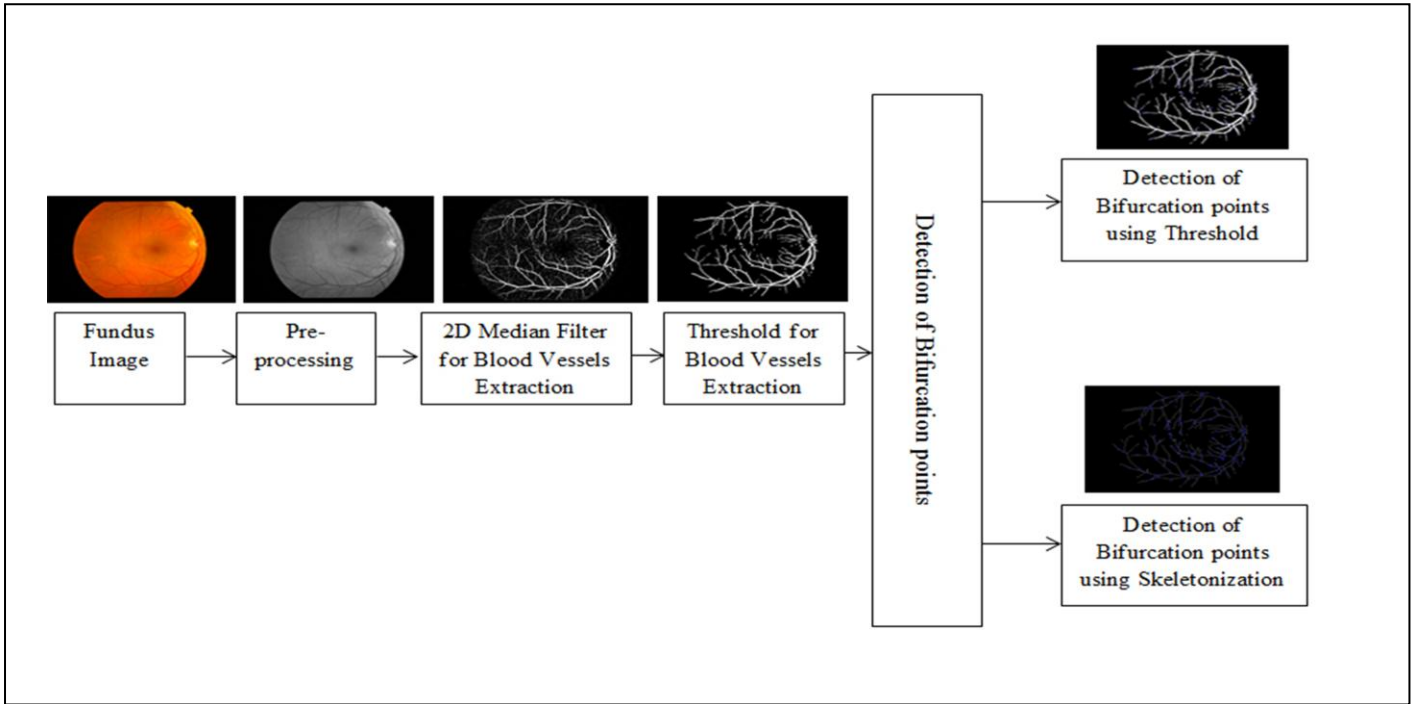 Fundus
Image
Pre-
processing
2D Median Filter
for Blood Vessels
Extraction
Threshold for
Blood Vessels
Extraction
Detection of Bifurcation points
Detection of
Bifurcation points
using Threshold
Detection of
Bifurcation points
using Skeletonization